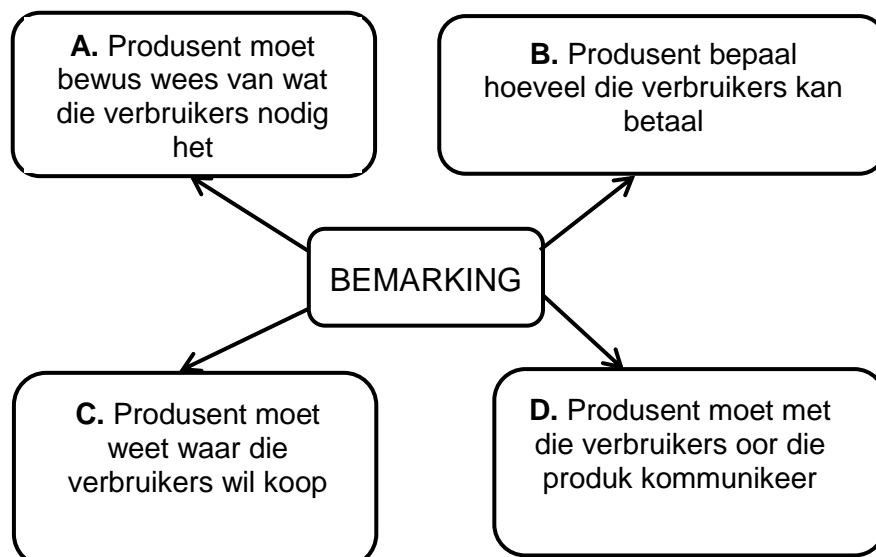 A. Produsent moet
bewus wees van wat
die verbruikers nodig
het
B. Produsent bepaal
hoeveel die verbruikers kan
betaal
BEMARKING
C. Produsent moet
weet waar die
verbruikers wil koop
D. Produsent moet met
die verbruikers oor die
produk kommunikeer